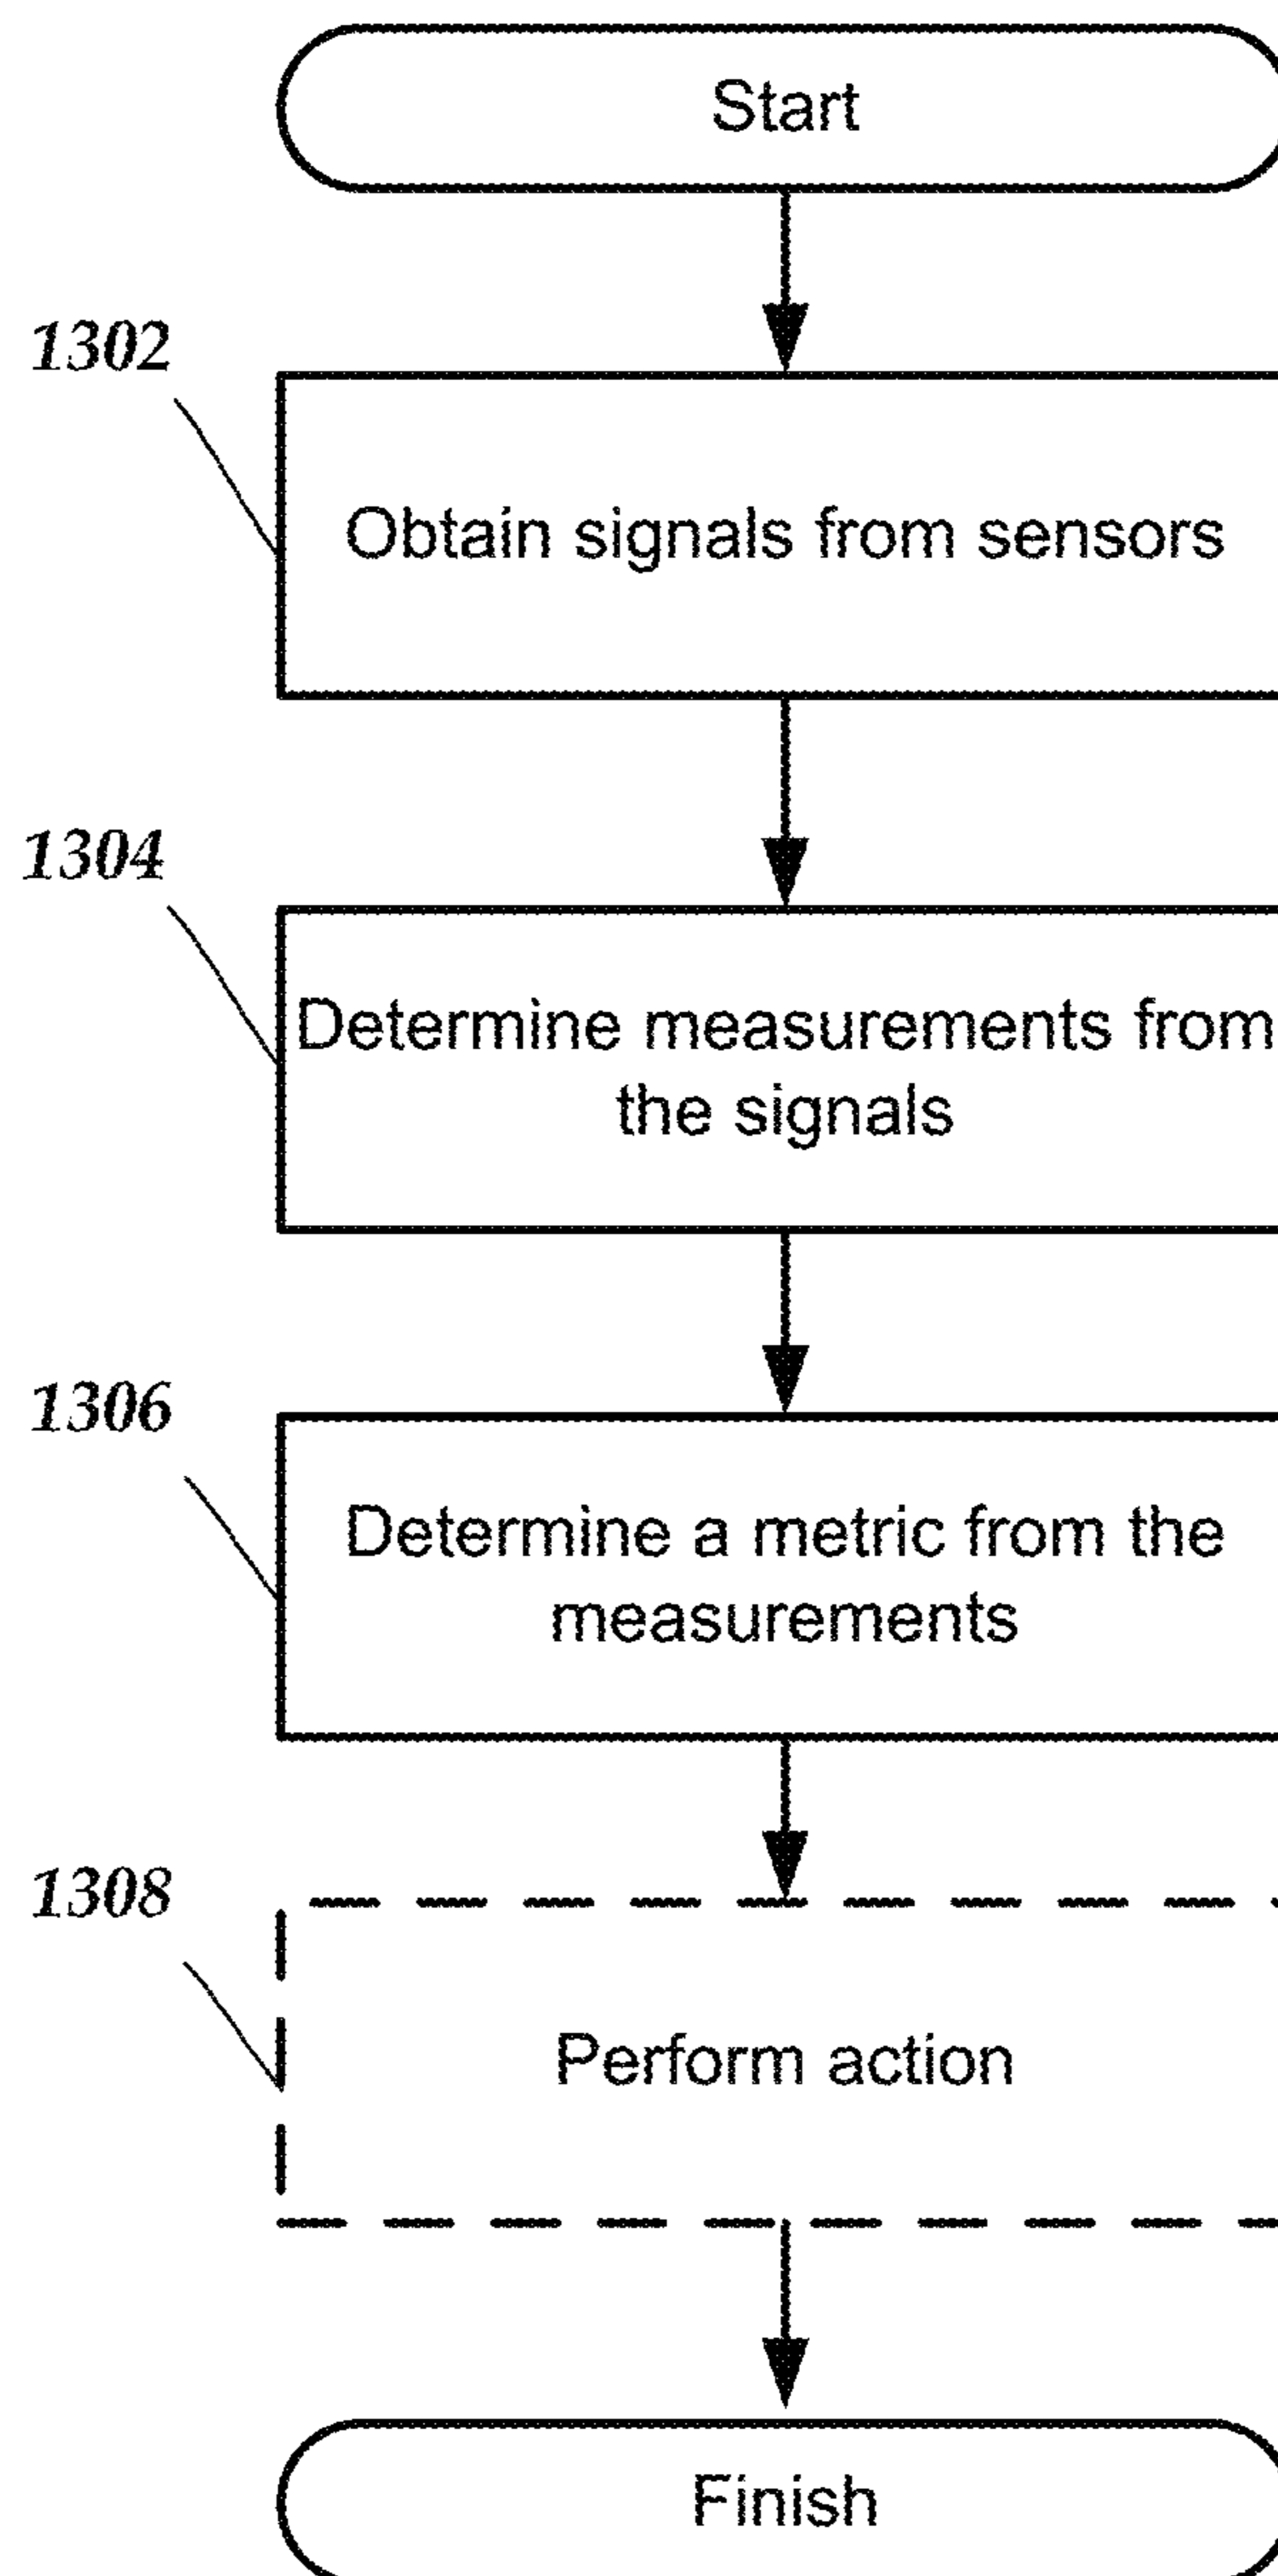 Start
1302
Obtain signals from sensors
1304
Determine measurements from
the signals
1306
Determine a metric from the
measurements
1308
Perform action
Finish